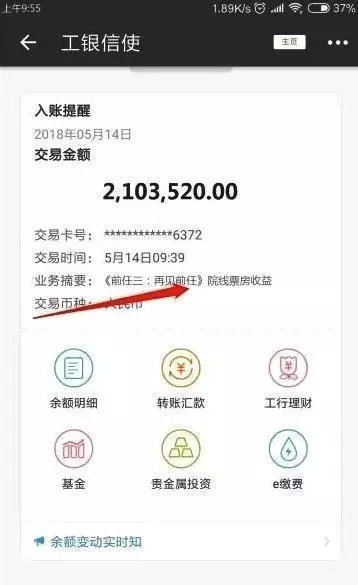 上午9:55 1.89K/s 37%
工银信使 主页
入账提醒
2018年05月14日
交易金额
2,103,520.00
交易卡号： ************6372
交易时间： 5月14日09:39
业务摘要： 《前任三：再见前任》院线票房收益
交易币种： 人民币
余额明细 转账汇款 工行理财
基金 贵金属投资 e缴费
余额变动实时知